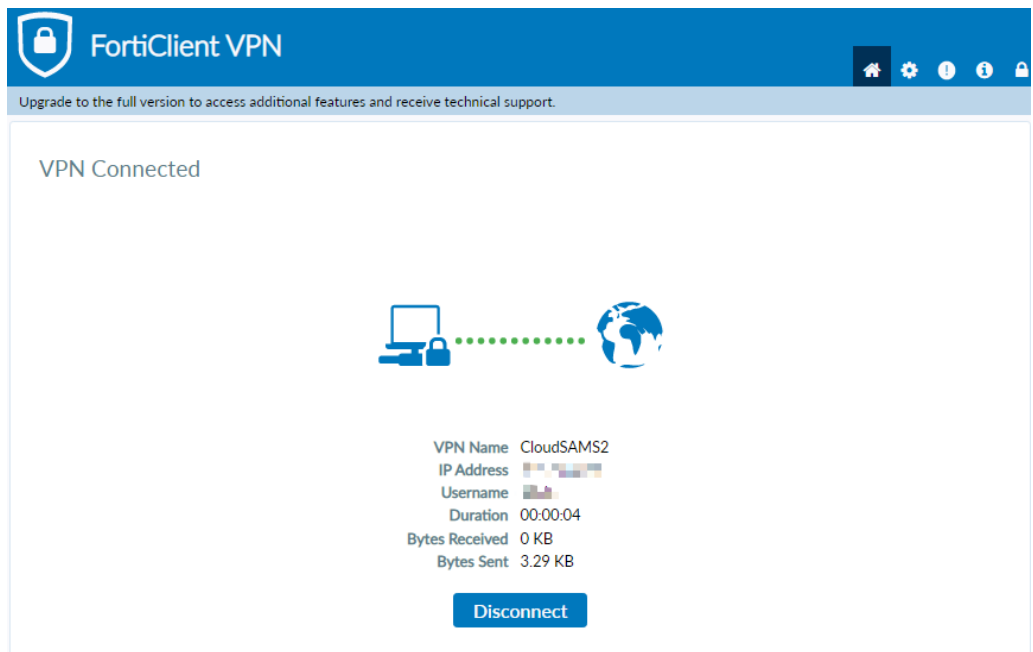 FortiClient VPN
Upgrade to the full version to access additional features and receive technical support.
VPN Connected
VPN Name CloudSAMS2
IP Address
Username
Duration 00:00:04
Bytes Received 0 KB
Bytes Sent 3.29 KB
Disconnect